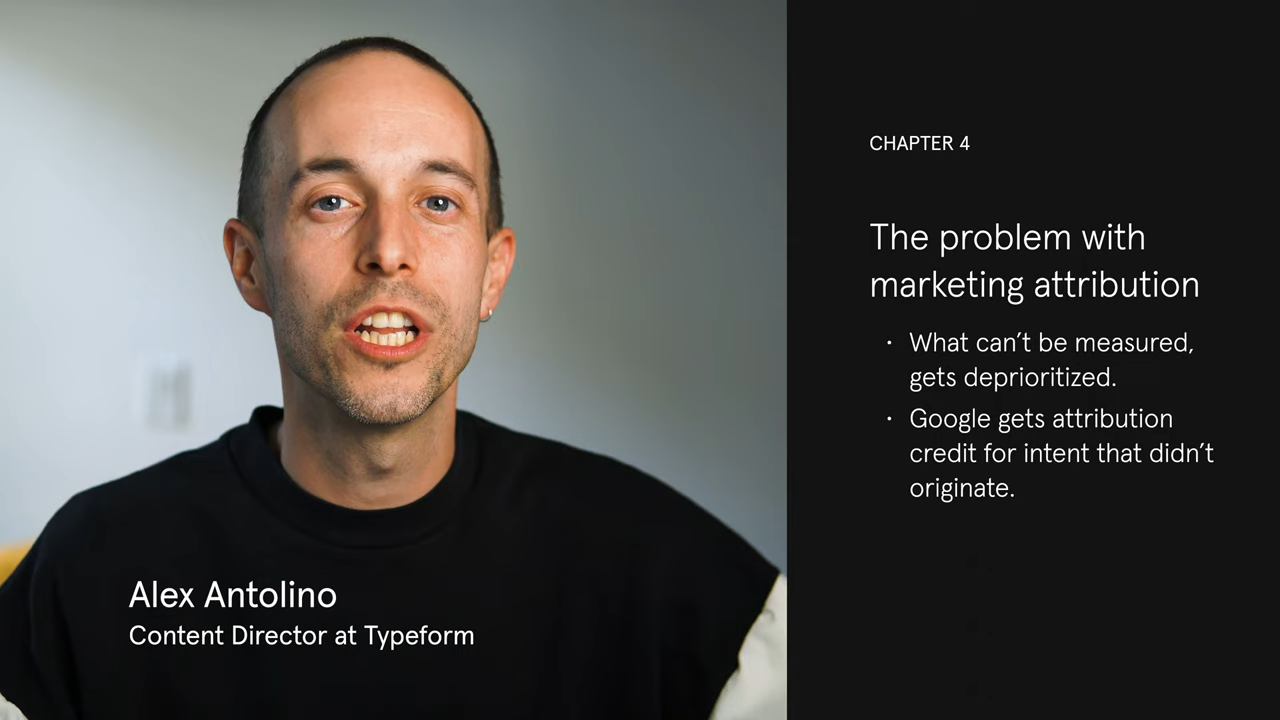 Alex Antolino
Content Director at Typeform
CHAPTER 4
The problem with
marketing attribution
• What can’t be measured,
gets deprioritized.
• Google gets attribution
credit for intent that didn’t
originate.